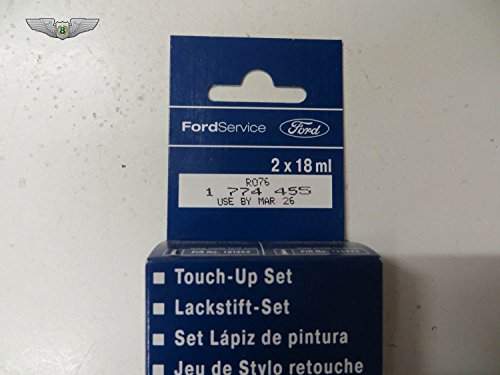 8
FordService Ford
2 x 18 ml
R076
1 774 455
USE BY MAR 26
Touch-Up Set
Lackstift-Set
Set Lápiz de pintura
Jeu de Stylo retouche